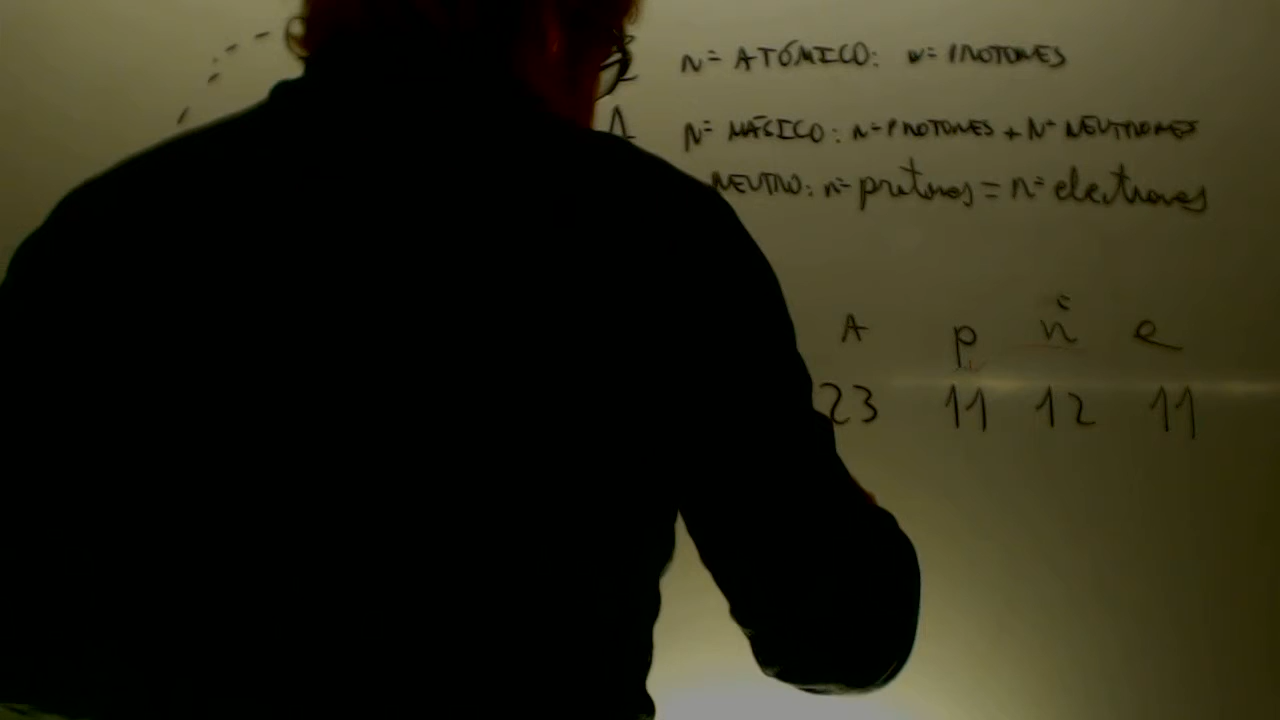 Nº ATÓMICO: Nº PROTONES
A Nº MÁSICO: Nº PROTONES + Nº NEUTRONES
NEUTRO: nº protones = nº electrones
A p n e
23 11 12 11